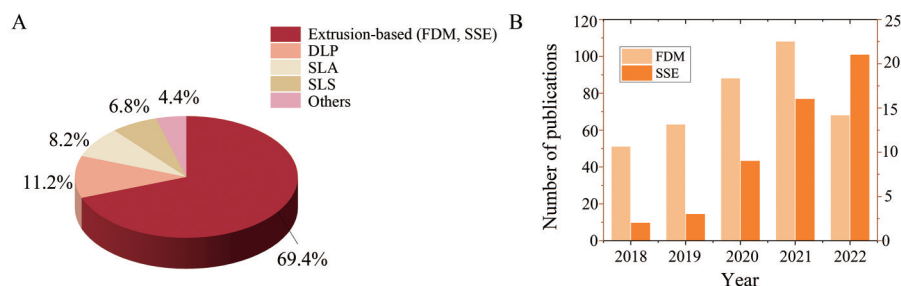 A
Extrusion-based (FDM, SSE)
DLP
SLA
SLS
Others
4.4%
6.8%
8.2%
11.2%
69.4%
B
Number of publications
120
100
80
60
40
20
0
FDM
SSE
25
20
15
10
5
0
2018 2019 2020 2021 2022
Year